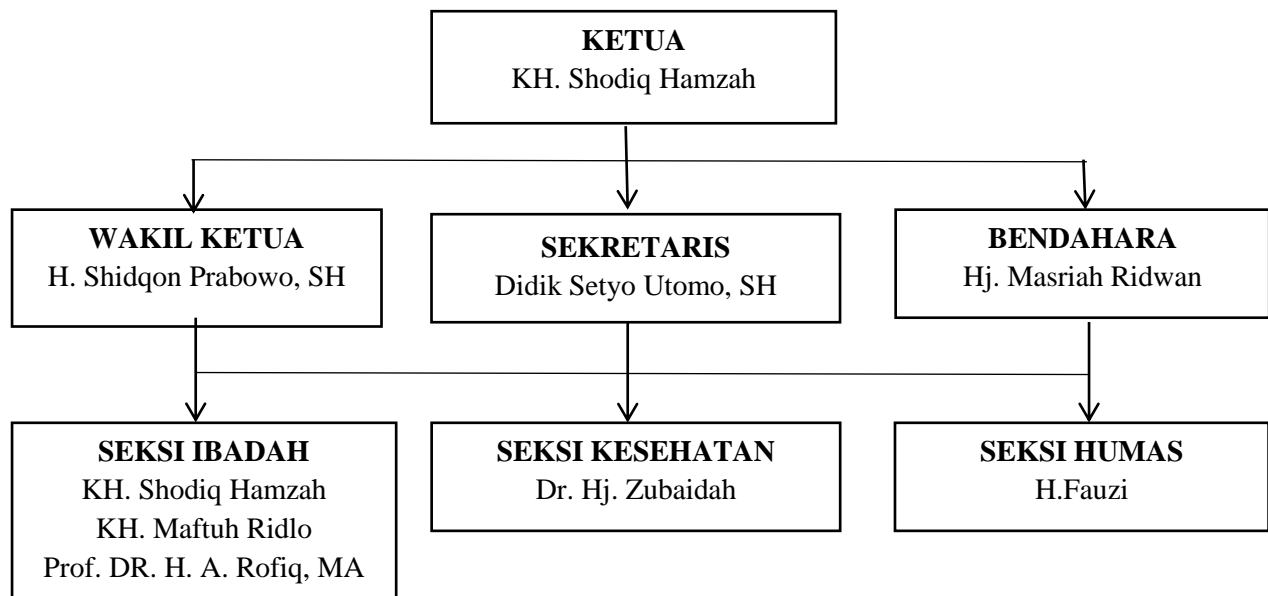 KETUA
KH. Shodiq Hamzah
WAKIL KETUA
H. Shidqon Prabowo, SH
SEKRETARIS
Didik Setyo Utomo, SH
BENDAHARA
Hj. Masriah Ridwan
SEKSI IBADAH
KH. Shodiq Hamzah
KH. Maftuh Ridlo
Prof. DR. H. A. Rofiq, MA
SEKSI KESEHATAN
Dr. Hj. Zubaidah
SEKSI HUMAS
H.Fauzi